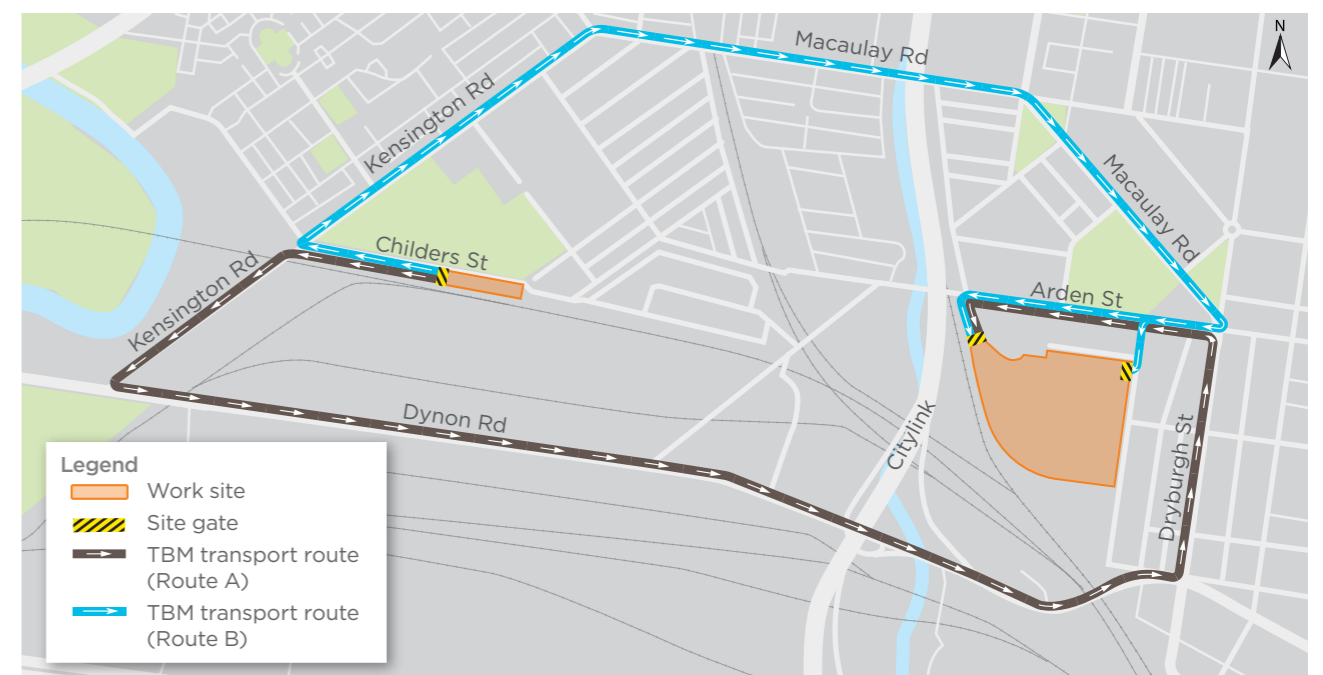 N
Macaulay Rd
Kensington Rd
Macaulay Rd
Childers St
Kensington Rd
Arden St
Dynon Rd
Citylink
Dryburgh St
Legend
Work site
Site gate
TBM transport route
(Route A)
TBM transport route
(Route B)